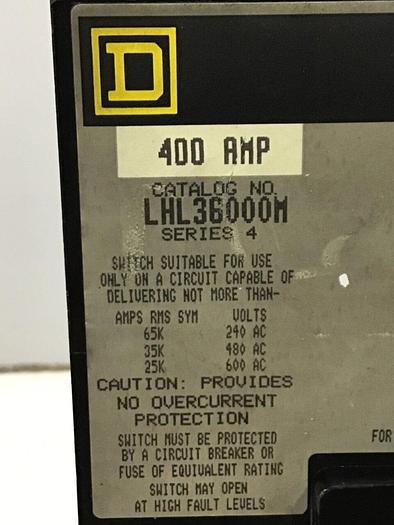 D
400 AMP
CATALOG NO.
LHL36000M
SERIES 4
SWITCH SUITABLE FOR USE
ONLY ON A CIRCUIT CAPABLE OF
DELIVERING NOT MORE THAN-
AMPS RMS SYM VOLTS
65K 240 AC
35K 480 AC
25K 600 AC
CAUTION: PROVIDES
NO OVERCURRENT
PROTECTION
SWITCH MUST BE PROTECTED
BY A CIRCUIT BREAKER OR
FUSE OF EQUIVALENT RATING
SWITCH MAY OPEN
AT HIGH FAULT LEVELS
FOR